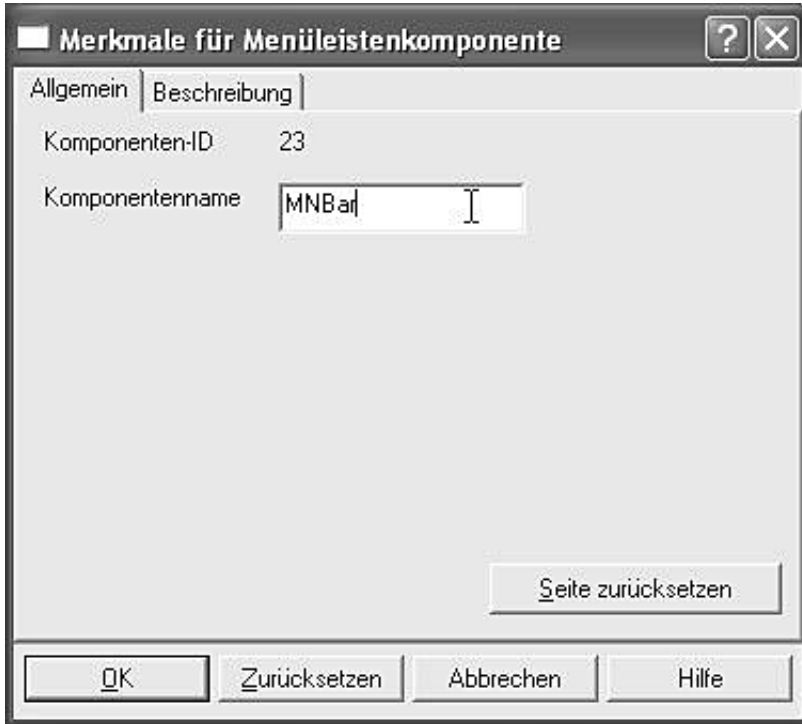 Merkmale für Menüleistenkomponente
Allgemein Beschreibung
Komponenten-ID 23
Komponentenname MNBar
Seite zurücksetzen
OK Zurücksetzen Abbrechen Hilfe